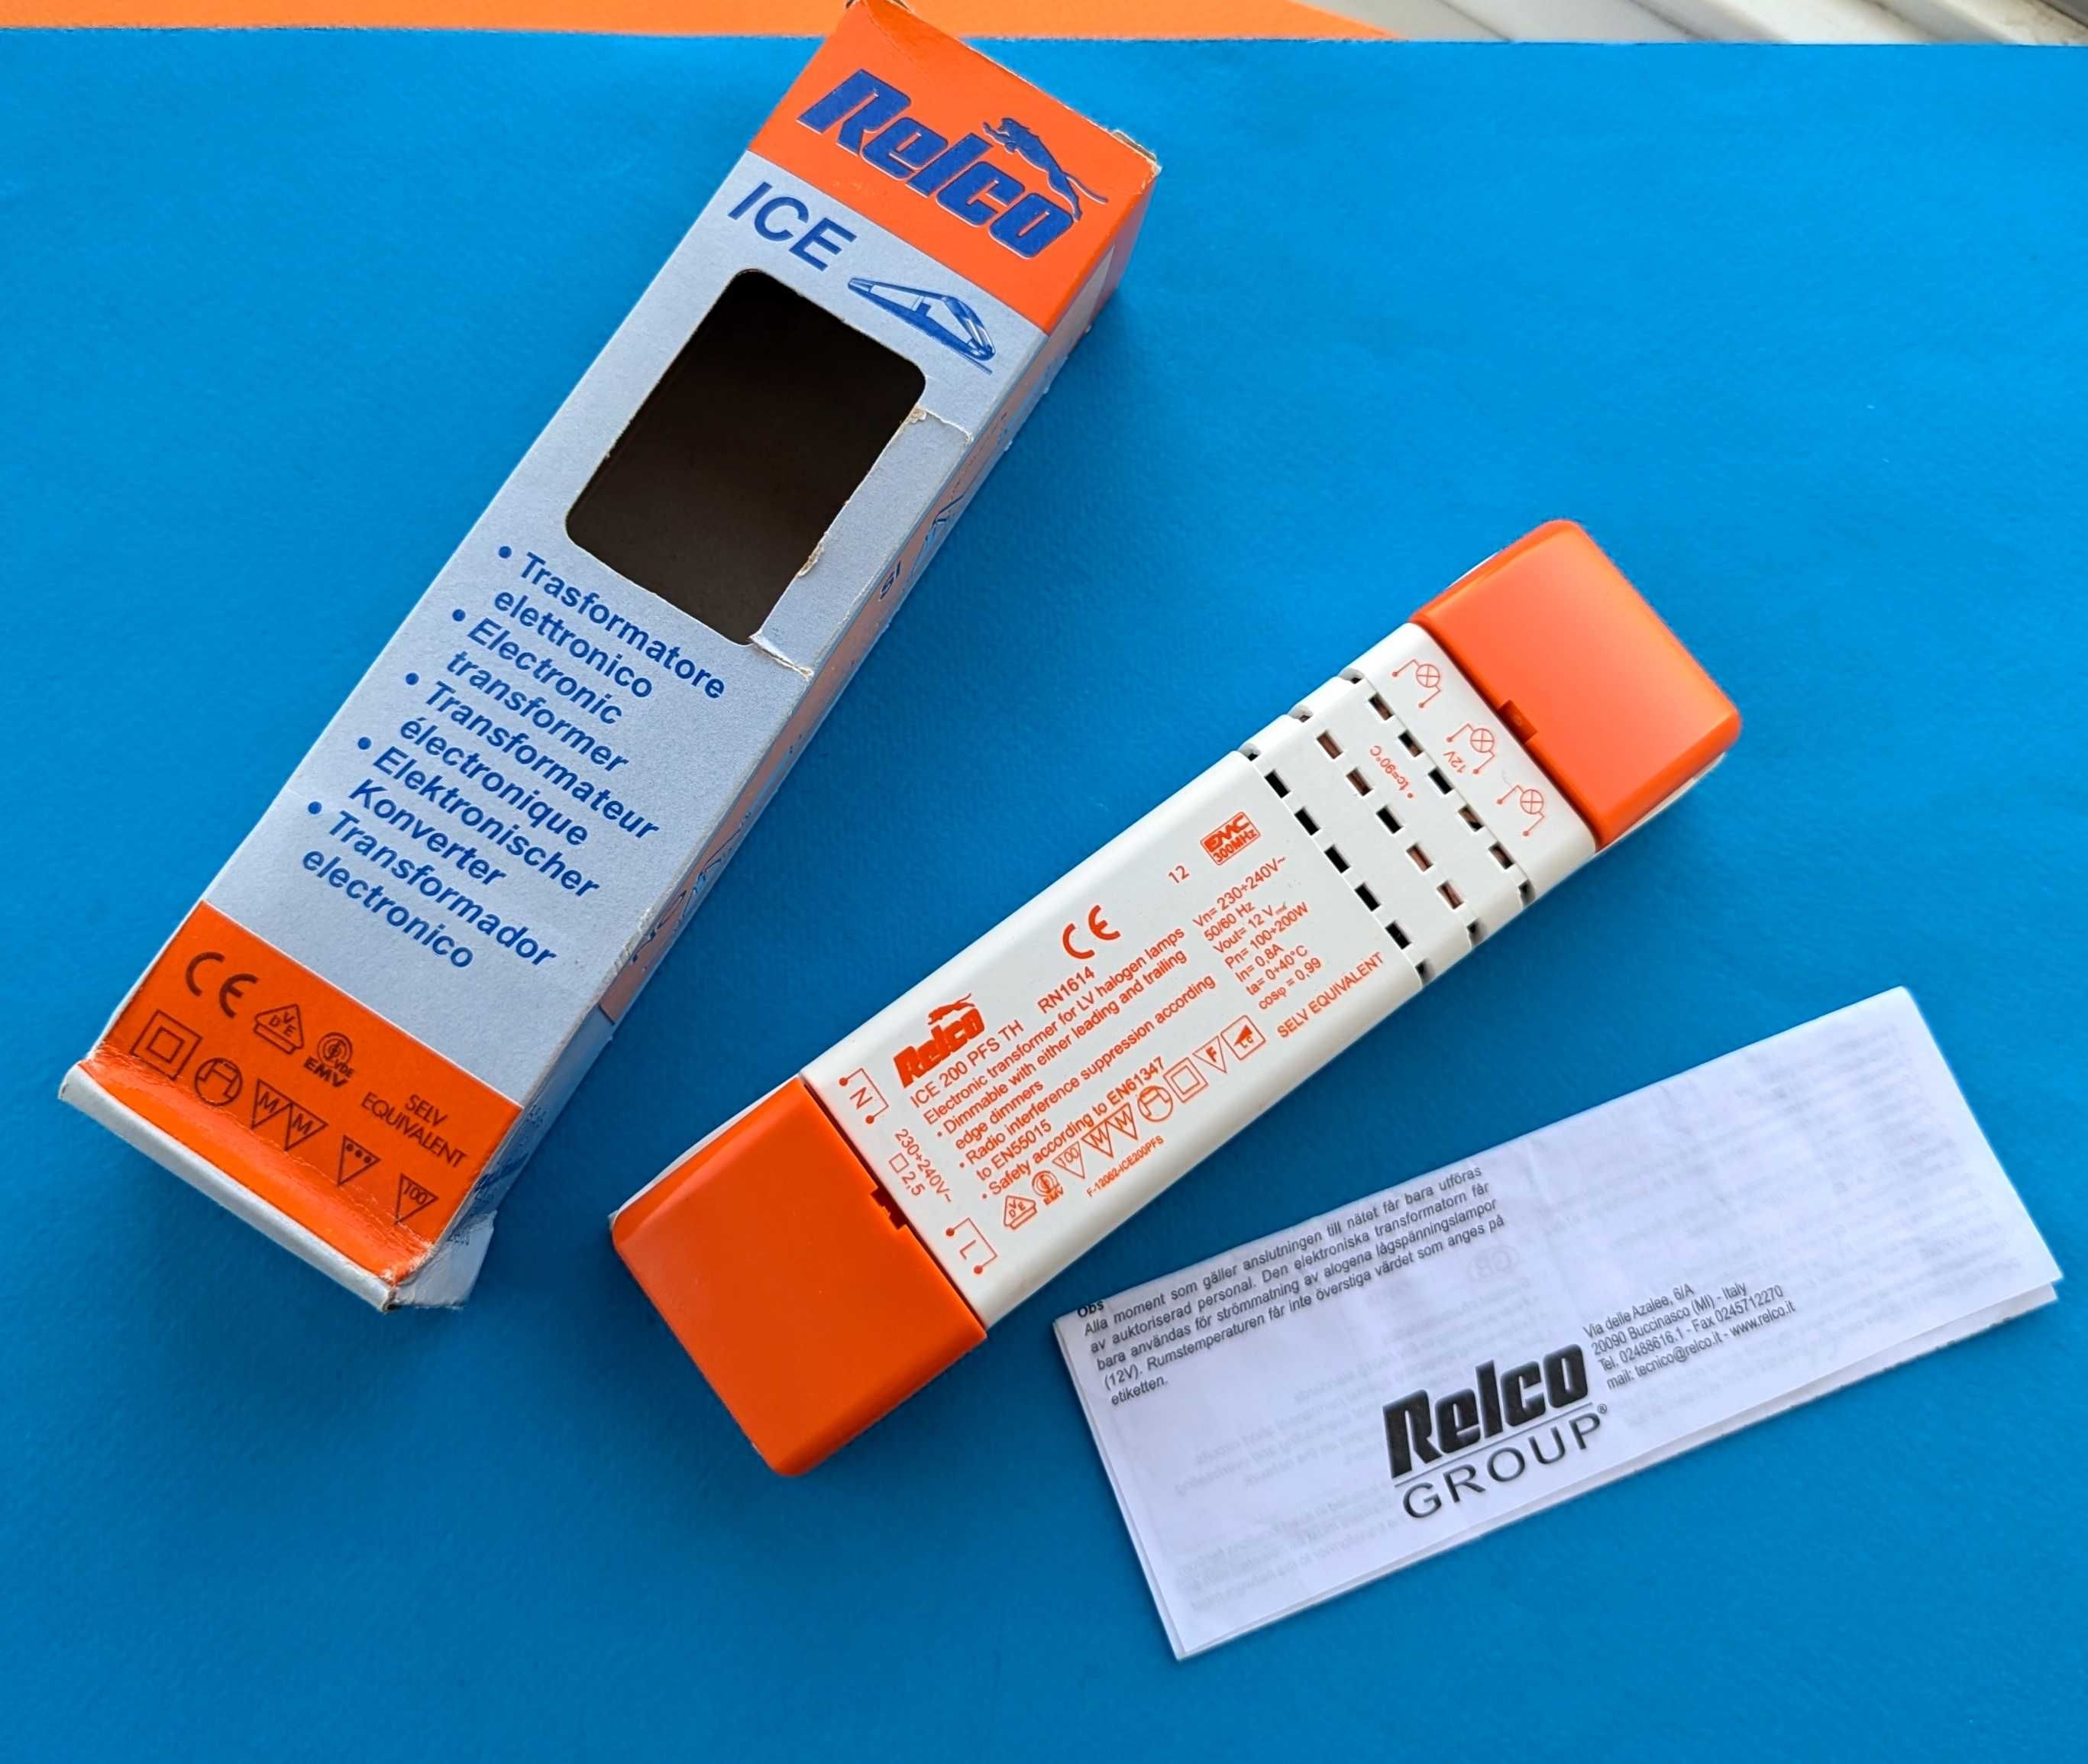 Relco
ICE
• Trasformatore
elettronico
• Electronic
transformer
• Transformateur
électronique
• Elektronischer
Konverter
• Transformador
electronico
CE
VDE
VDE
EMV
SELV
EQUIVALENT
M M
100
12V
tc=90°C
EMC
300MHz
12
CE
Vn= 230÷240V~
50/60 Hz
Vout= 12 V
Pn= 100÷200W
In= 0,8A
ta= 0÷40°C
cosφ = 0,99
SELV EQUIVALENT
Relco
ICE 200 PFS TH RN1614
Electronic transformer for LV halogen lamps
• Dimmable with either leading and trailing
edge dimmers
• Radio interference suppression according
to EN55015
• Safety according to EN61347
VDE
EMV
100
M M
F
F-12062-ICE200PFS
N
230÷240V~
2,5
L
Obs
Alla moment som gäller anslutningen till nätet får bara utföras
av auktoriserad personal. Den elektroniska transformatorn får
bara användas för strömmatning av alogena lågspänningslampor
(12V). Rumstemperaturen får inte överstiga värdet som anges på
etiketten.
Relco
GROUP®
Via delle Azalee, 6/A
20090 Buccinasco (MI) - Italy
Tel. 02488616.1 - Fax 0245712270
mail: tecnico@relco.it - www.relco.it